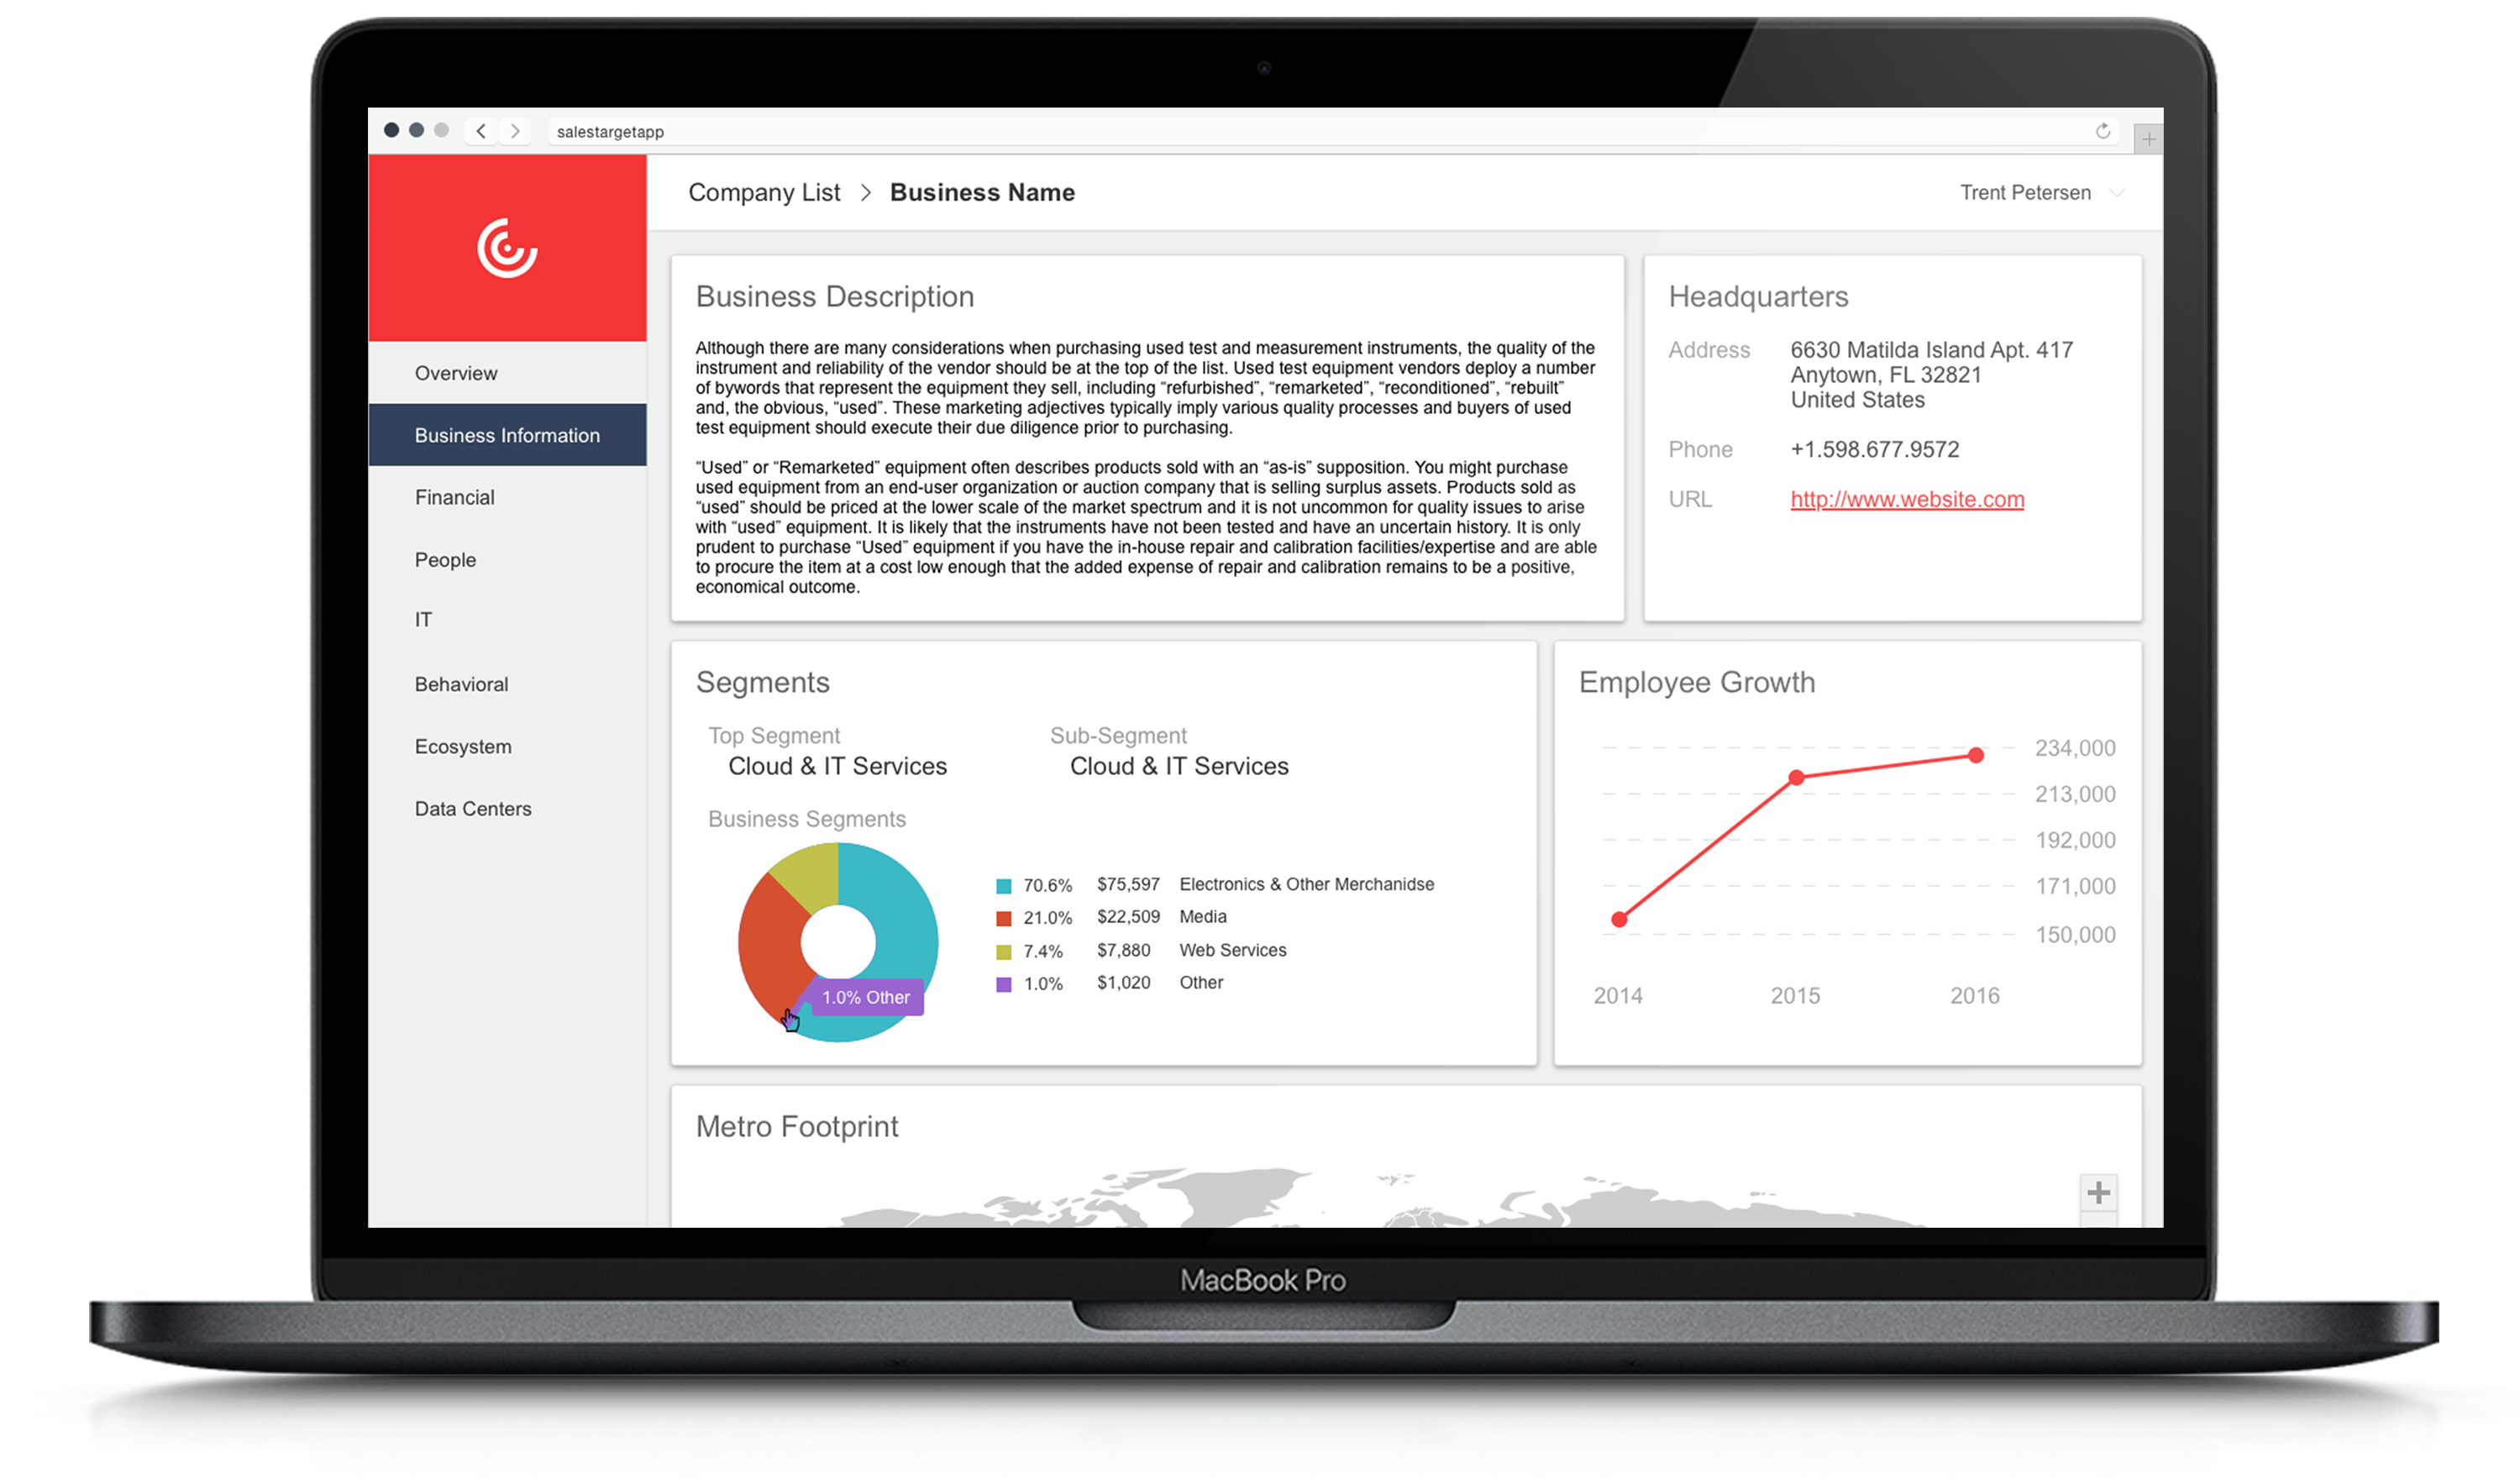 salestargetapp
Company List > Business Name
Trent Petersen
Overview
Business Information
Financial
People
IT
Behavioral
Ecosystem
Data Centers
Business Description
Although there are many considerations when purchasing used test and measurement instruments, the quality of the
instrument and reliability of the vendor should be at the top of the list. Used test equipment vendors deploy a number
of bywords that represent the equipment they sell, including “refurbished”, “remarketed”, “reconditioned”, “rebuilt”
and, the obvious, “used”. These marketing adjectives typically imply various quality processes and buyers of used
test equipment should execute their due diligence prior to purchasing.
“Used” or “Remarketed” equipment often describes products sold with an “as-is” supposition. You might purchase
used equipment from an end-user organization or auction company that is selling surplus assets. Products sold as
“used” should be priced at the lower scale of the market spectrum and it is not uncommon for quality issues to arise
with “used” equipment. It is likely that the instruments have not been tested and have an uncertain history. It is only
prudent to purchase “Used” equipment if you have the in-house repair and calibration facilities/expertise and are able
to procure the item at a cost low enough that the added expense of repair and calibration remains to be a positive,
economical outcome.
Headquarters
Address 6630 Matilda Island Apt. 417
Anytown, FL 32821
United States
Phone +1.598.677.9572
URL http://www.website.com
Segments
Top Segment
Cloud & IT Services
Sub-Segment
Cloud & IT Services
Business Segments
70.6% $75,597 Electronics & Other Merchanidse
21.0% $22,509 Media
7.4% $7,880 Web Services
1.0% $1,020 Other
1.0% Other
Employee Growth
234,000
213,000
192,000
171,000
150,000
2014 2015 2016
Metro Footprint
+
MacBook Pro